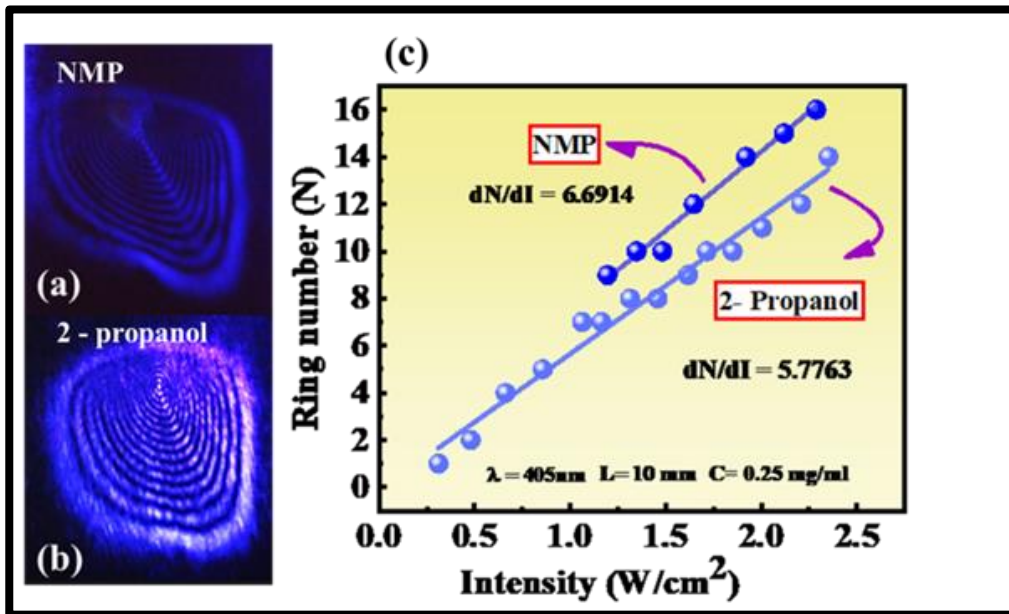 NMP
(a)
2 - propanol
(b)
(c)
Ring number (N)
16
14
12
10
8
6
4
2
0
NMP
dN/dI = 6.6914
2- Propanol
dN/dI = 5.7763
λ = 405nm L= 10 mm C= 0.25 mg/ml
0.0 0.5 1.0 1.5 2.0 2.5
Intensity (W/cm²)